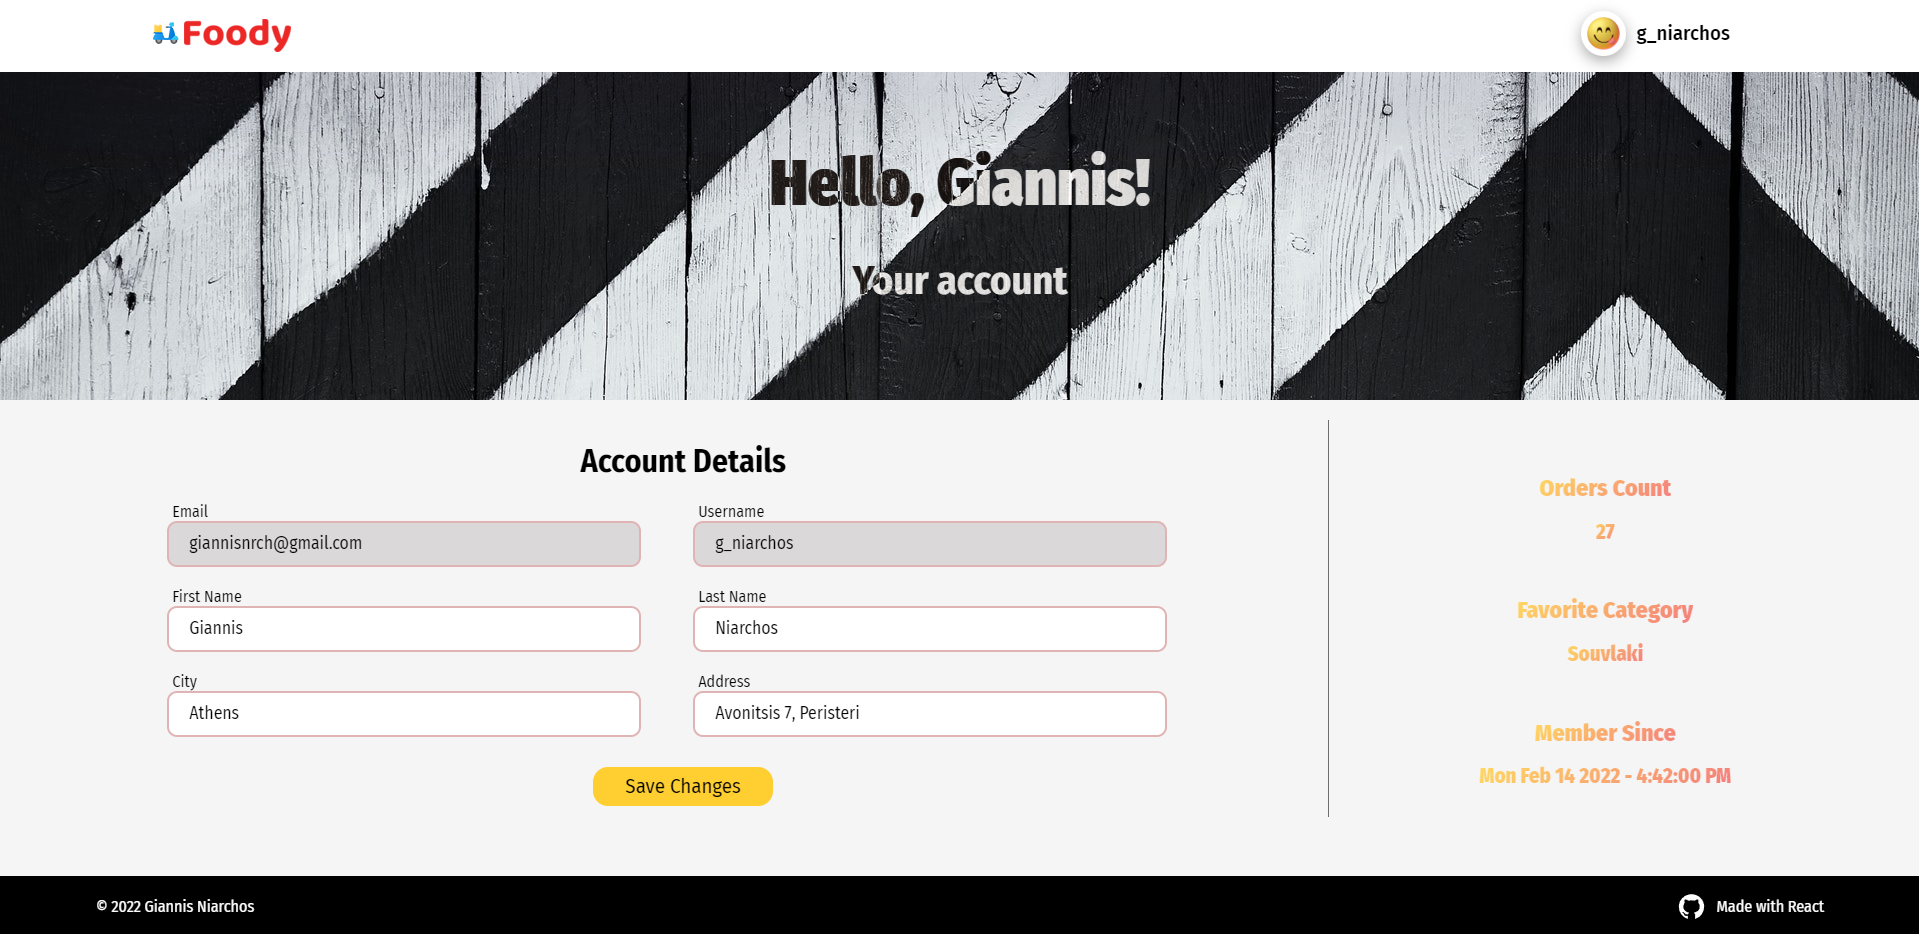 Foody
g_niarchos
Hello, Giannis!
Your account
Account Details
Email
Username
giannisnrch@gmail.com
g_niarchos
First Name
Last Name
Giannis
Niarchos
City
Address
Athens
Avonitsis 7, Peristeri
Save Changes
Orders Count
27
Favorite Category
Souvlaki
Member Since
Mon Feb 14 2022 - 4:42:00 PM
© 2022 Giannis Niarchos
Made with React